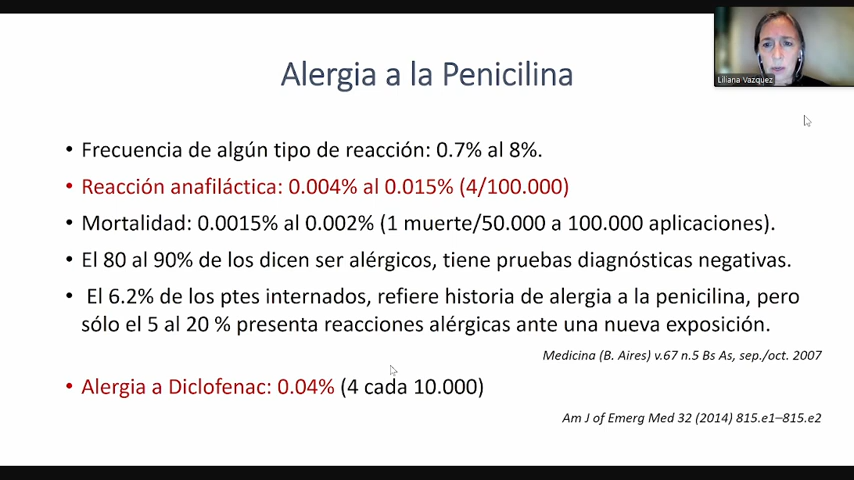 Liliana Vazquez
Alergia a la Penicilina
• Frecuencia de algún tipo de reacción: 0.7% al 8%.
• Reacción anafiláctica: 0.004% al 0.015% (4/100.000)
• Mortalidad: 0.0015% al 0.002% (1 muerte/50.000 a 100.000 aplicaciones).
• El 80 al 90% de los dicen ser alérgicos, tiene pruebas diagnósticas negativas.
• El 6.2% de los ptes internados, refiere historia de alergia a la penicilina, pero
sólo el 5 al 20 % presenta reacciones alérgicas ante una nueva exposición.
Medicina (B. Aires) v.67 n.5 Bs As, sep./oct. 2007
• Alergia a Diclofenac: 0.04% (4 cada 10.000)
Am J of Emerg Med 32 (2014) 815.e1–815.e2